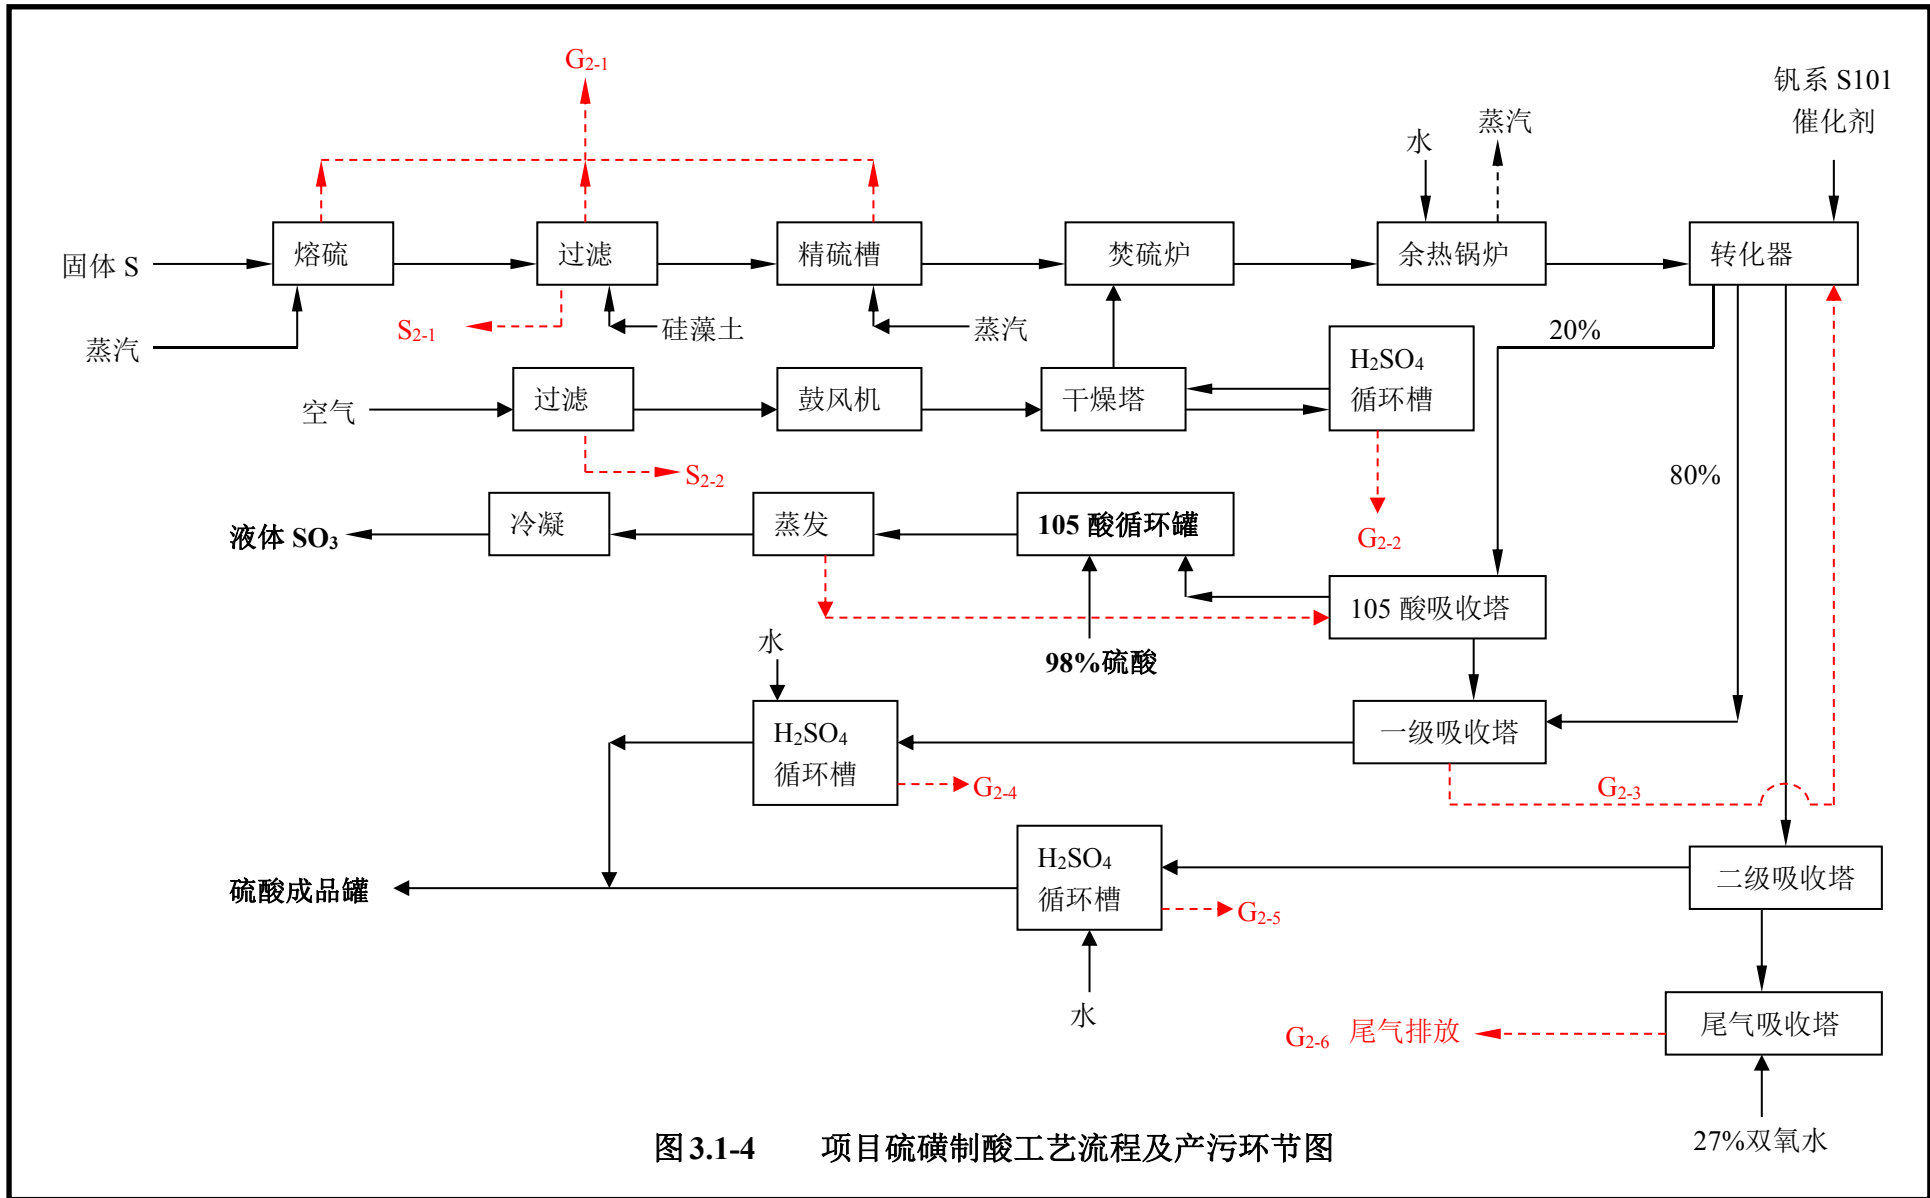 G2-1
钒系 S101
催化剂
水
蒸汽
固体 S
熔硫
过滤
精硫槽
焚硫炉
余热锅炉
转化器
S2-1
硅藻土
蒸汽
蒸汽
20%
空气
过滤
鼓风机
干燥塔
H2SO4
循环槽
S2-2
80%
液体 SO3
冷凝
蒸发
105 酸循环罐
G2-2
105 酸吸收塔
98%硫酸
水
H2SO4
循环槽
一级吸收塔
G2-4
G2-3
硫酸成品罐
H2SO4
循环槽
二级吸收塔
G2-5
水
G2-6 尾气排放
尾气吸收塔
27%双氧水
图 3.1-4 项目硫磺制酸工艺流程及产污环节图